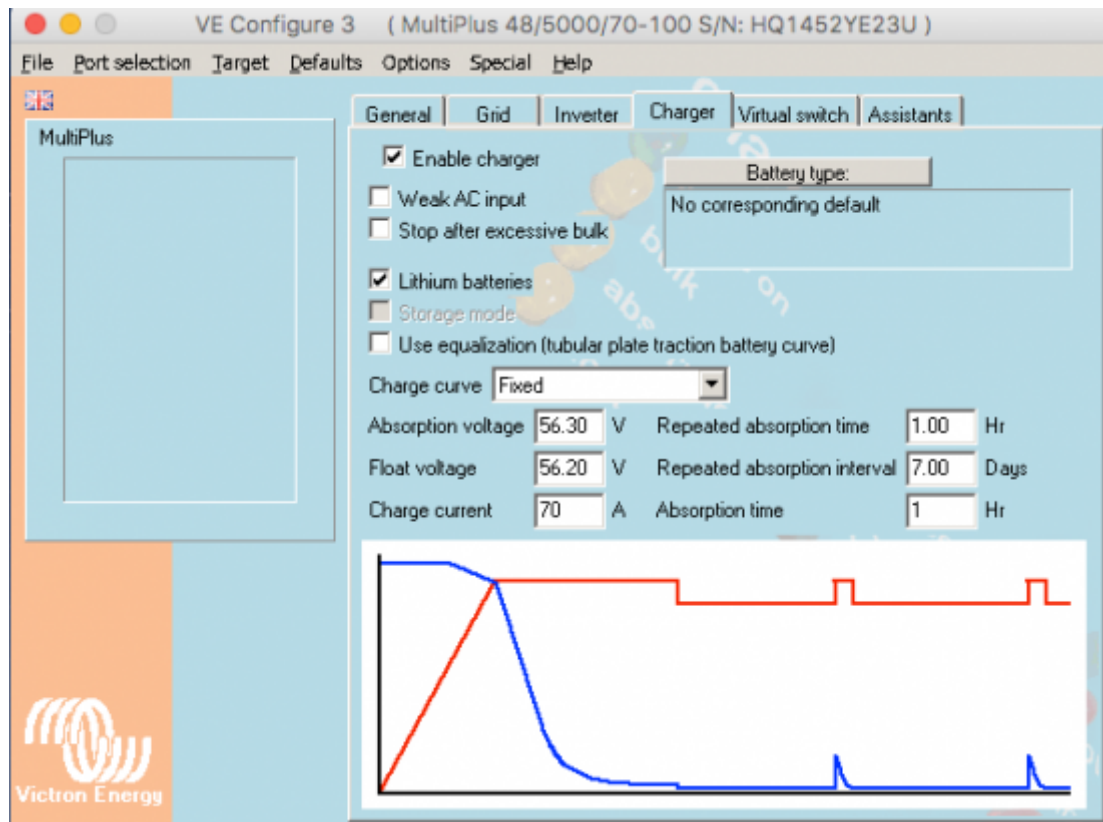 VE Configure 3 ( MultiPlus 48/5000/70-100 S/N: HQ1452YE23U )
File Port selection Target Defaults Options Special Help
General Grid Inverter Charger Virtual switch Assistants
MultiPlus
Enable charger
Battery type:
Weak AC input
No corresponding default
Stop after excessive bulk
Lithium batteries
Storage mode
Use equalization (tubular plate traction battery curve)
Charge curve Fixed
Absorption voltage 56.30 V Repeated absorption time 1.00 Hr
Float voltage 56.20 V Repeated absorption interval 7.00 Days
Charge current 70 A Absorption time 1 Hr
bulk
abs
on
Victron Energy